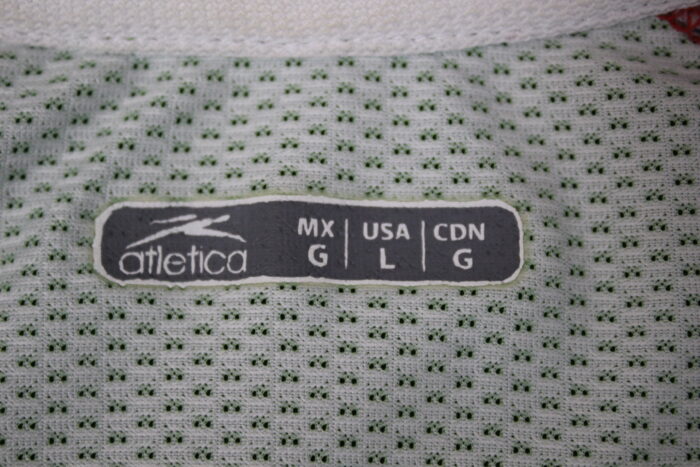 atletica
MX USA CDN
G L G